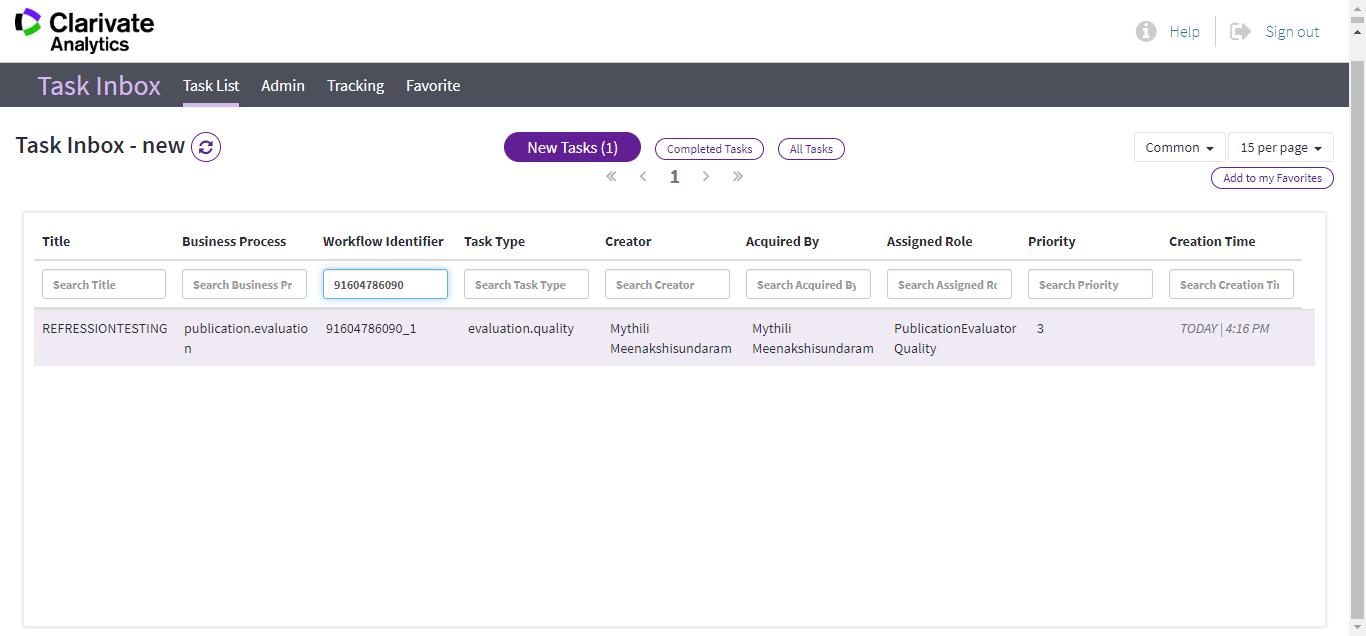 Clarivate
Analytics
Help
Sign out
Task Inbox
Task List
Admin
Tracking
Favorite
Task Inbox - new
New Tasks (1)
Completed Tasks
All Tasks
Common
15 per page
« ‹ 1 › »
Add to my Favorites
Title
Business Process
Workflow Identifier
Task Type
Creator
Acquired By
Assigned Role
Priority
Creation Time
Search Title
Search Business Pr
91604786090
Search Task Type
Search Creator
Search Acquired By
Search Assigned Ro
Search Priority
Search Creation Tin
REFRESSIONTESTING
publication.evaluatio
n
91604786090_1
evaluation.quality
Mythili
Meenakshisundaram
Mythili
Meenakshisundaram
PublicationEvaluator
Quality
3
TODAY | 4:16 PM